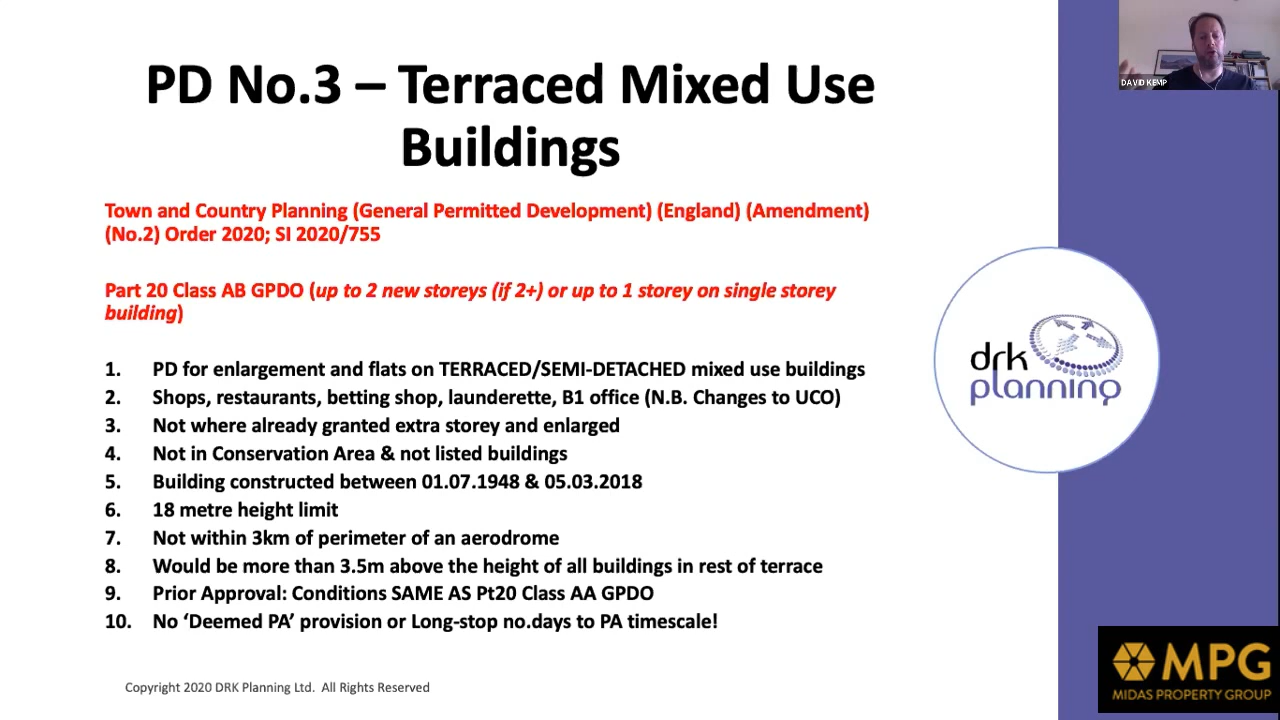 PD No.3 – Terraced Mixed Use
Buildings
DAVID KEMP
Town and Country Planning (General Permitted Development) (England) (Amendment)
(No.2) Order 2020; SI 2020/755
Part 20 Class AB GPDO (up to 2 new storeys (if 2+) or up to 1 storey on single storey
building)
1. PD for enlargement and flats on TERRACED/SEMI-DETACHED mixed use buildings
2. Shops, restaurants, betting shop, launderette, B1 office (N.B. Changes to UCO)
3. Not where already granted extra storey and enlarged
4. Not in Conservation Area & not listed buildings
5. Building constructed between 01.07.1948 & 05.03.2018
6. 18 metre height limit
7. Not within 3km of perimeter of an aerodrome
8. Would be more than 3.5m above the height of all buildings in rest of terrace
9. Prior Approval: Conditions SAME AS Pt20 Class AA GPDO
10. No ‘Deemed PA’ provision or Long-stop no.days to PA timescale!
drk
planning
MPG
MIDAS PROPERTY GROUP
Copyright 2020 DRK Planning Ltd. All Rights Reserved